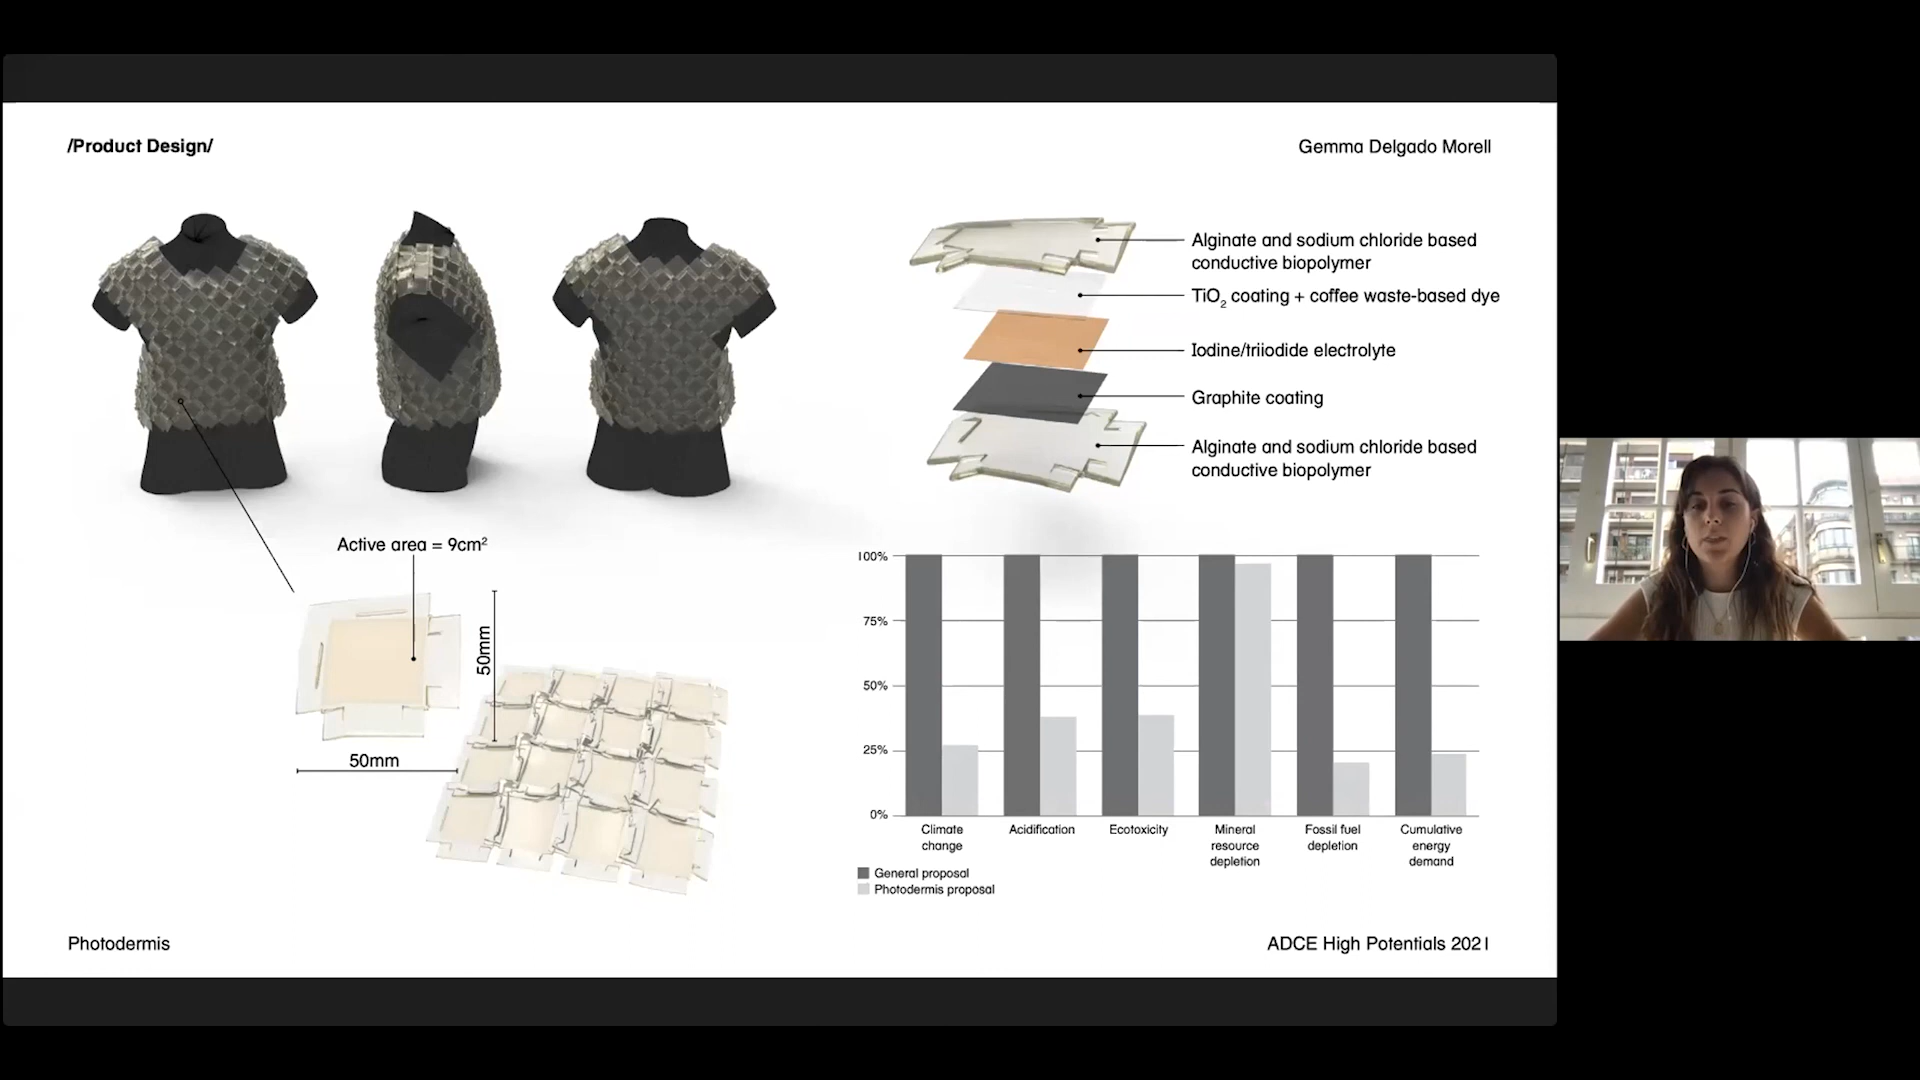 /Product Design/
Gemma Delgado Morell
Alginate and sodium chloride based
conductive biopolymer
TiO₂ coating + coffee waste-based dye
Iodine/triiodide electrolyte
Graphite coating
Alginate and sodium chloride based
conductive biopolymer
Active area = 9cm²
50mm
50mm
100%
75%
50%
25%
0%
Climate
change
Acidification
Ecotoxicity
Mineral
resource
depletion
Fossil fuel
depletion
Cumulative
energy
demand
General proposal
Photodermis proposal
Photodermis
ADCE High Potentials 2021